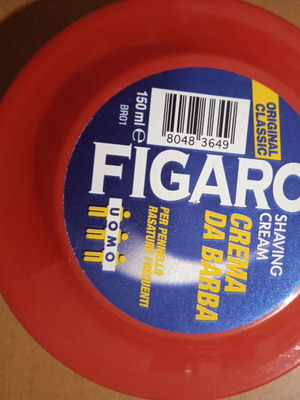 ORIGINAL
CLASSIC
8048 3649
150 ml e
BR01
FIGARO
SHAVING
CREAM
CREMA
DA BARBA
UOMO
PER PENNELLO
RASATURE FREQUENTI